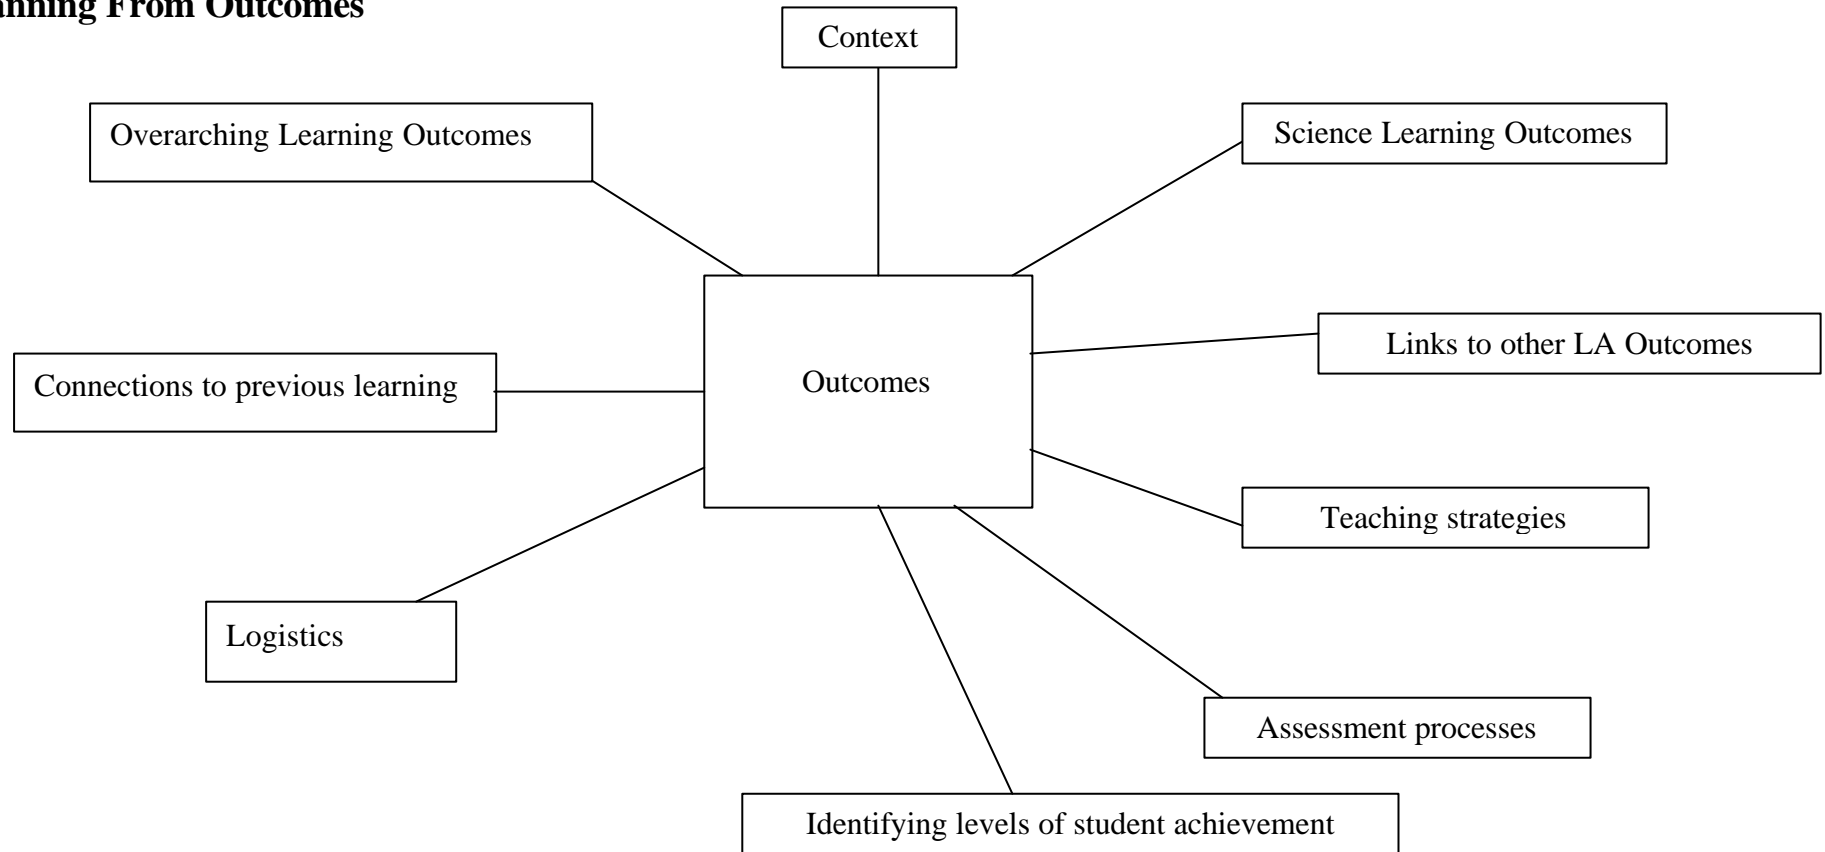 anning From Outcomes
Context
Overarching Learning Outcomes
Science Learning Outcomes
Links to other LA Outcomes
Connections to previous learning
Outcomes
Teaching strategies
Logistics
Assessment processes
Identifying levels of student achievement